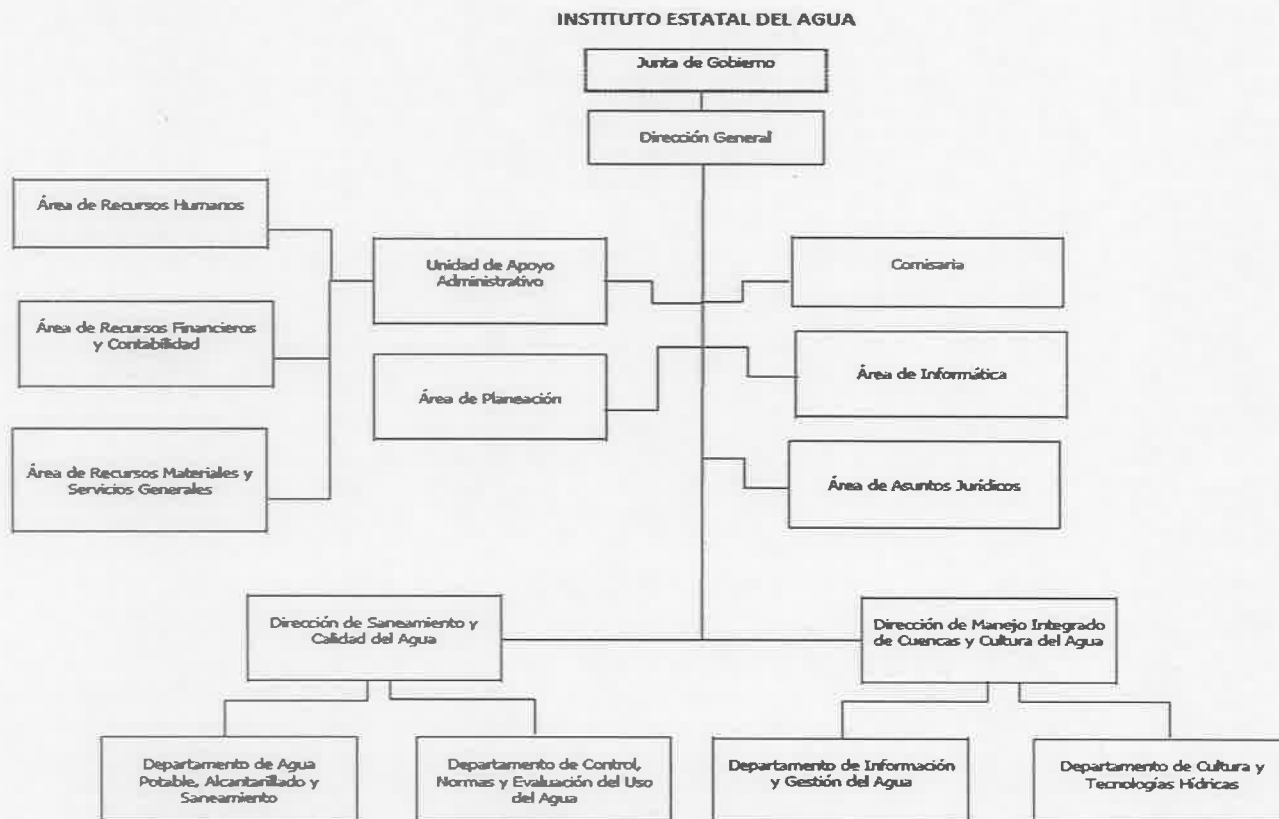 INSTITUTO ESTATAL DEL AGUA
Junta de Gobierno
Dirección General
Área de Recursos Humanos
Unidad de Apoyo
Administrativo
Comisaria
Área de Recursos Financieros
y Contabilidad
Área de Planeación
Área de Informática
Área de Recursos Materiales y
Servicios Generales
Área de Asuntos Jurídicos
Dirección de Saneamiento y
Calidad del Agua
Dirección de Manejo Integrado
de Cuencas y Cultura del Agua
Departamento de Agua
Potable, Alcantarillado y
Saneamiento
Departamento de Control,
Normas y Evaluación del Uso
del Agua
Departamento de Información
y Gestión del Agua
Departamento de Cultura y
Tecnologías Hídricas